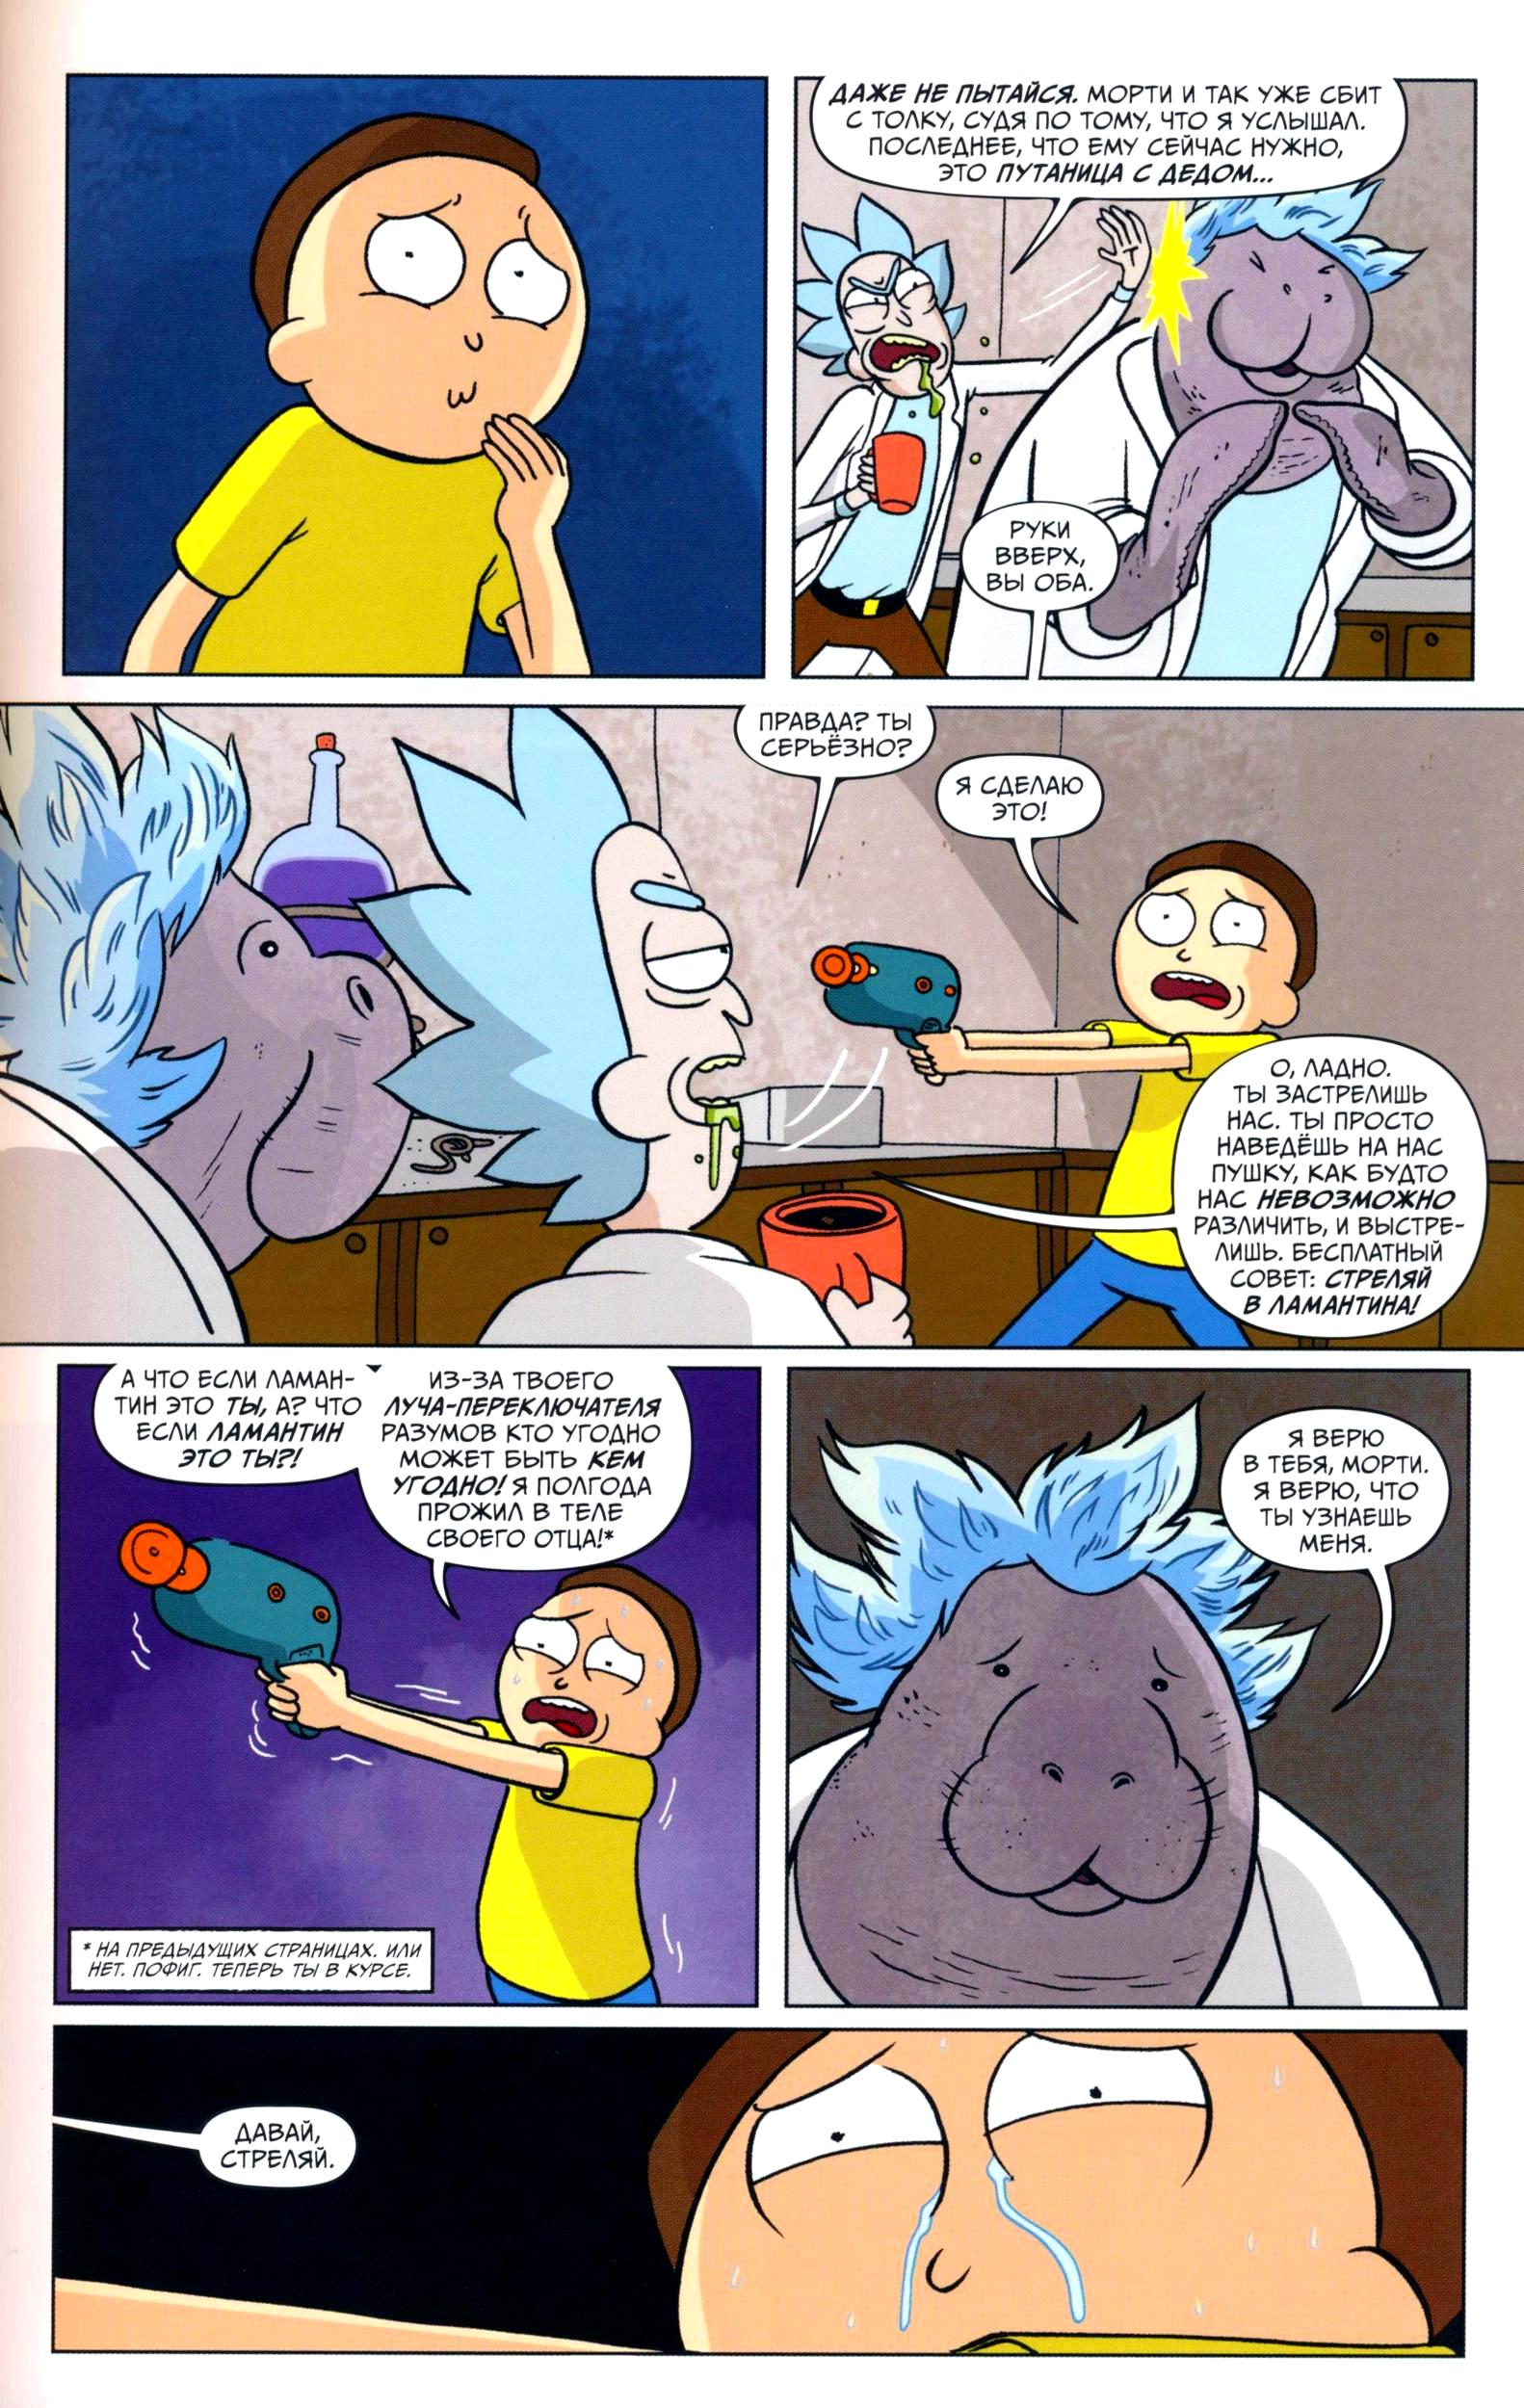 ДАЖЕ НЕ ПЫТАЙСЯ. МОРТИ И ТАК УЖЕ СБИТ
С ТОЛКУ, СУДЯ ПО ТОМУ, ЧТО Я УСЛЫШАЛ.
ПОСЛЕДНЕЕ, ЧТО ЕМУ СЕЙЧАС НУЖНО,
ЭТО ПУТАНИЦА С ДЕДОМ...
РУКИ
ВВЕРХ,
ВЫ ОБА.
ПРАВДА? ТЫ
СЕРЬЁЗНО?
Я СДЕЛАЮ
ЭТО!
О, ЛАДНО.
ТЫ ЗАСТРЕЛИШЬ
НАС. ТЫ ПРОСТО
НАВЕДЁШЬ НА НАС
ПУШКУ, КАК БУДТО
НАС НЕВОЗМОЖНО
РАЗЛИЧИТЬ, И ВЫСТРЕ-
ЛИШЬ. БЕСПЛАТНЫЙ
СОВЕТ: СТРЕЛЯЙ
В ЛАМАНТИНА!
А ЧТО ЕСЛИ ЛАМАН-
ТИН ЭТО ТЫ, А? ЧТО
ЕСЛИ ЛАМАНТИН
ЭТО ТЫ?!
ИЗ-ЗА ТВОЕГО
ЛУЧА-ПЕРЕКЛЮЧАТЕЛЯ
РАЗУМОВ КТО УГОДНО
МОЖЕТ БЫТЬ КЕМ
УГОДНО! Я ПОЛГОДА
ПРОЖИЛ В ТЕЛЕ
СВОЕГО ОТЦА!*
* НА ПРЕДЫДУЩИХ СТРАНИЦАХ. ИЛИ
НЕТ. ПОФИГ. ТЕПЕРЬ ТЫ В КУРСЕ.
Я ВЕРЮ
В ТЕБЯ, МОРТИ.
Я ВЕРЮ, ЧТО
ТЫ УЗНАЕШЬ
МЕНЯ.
ДАВАЙ,
СТРЕЛЯЙ.